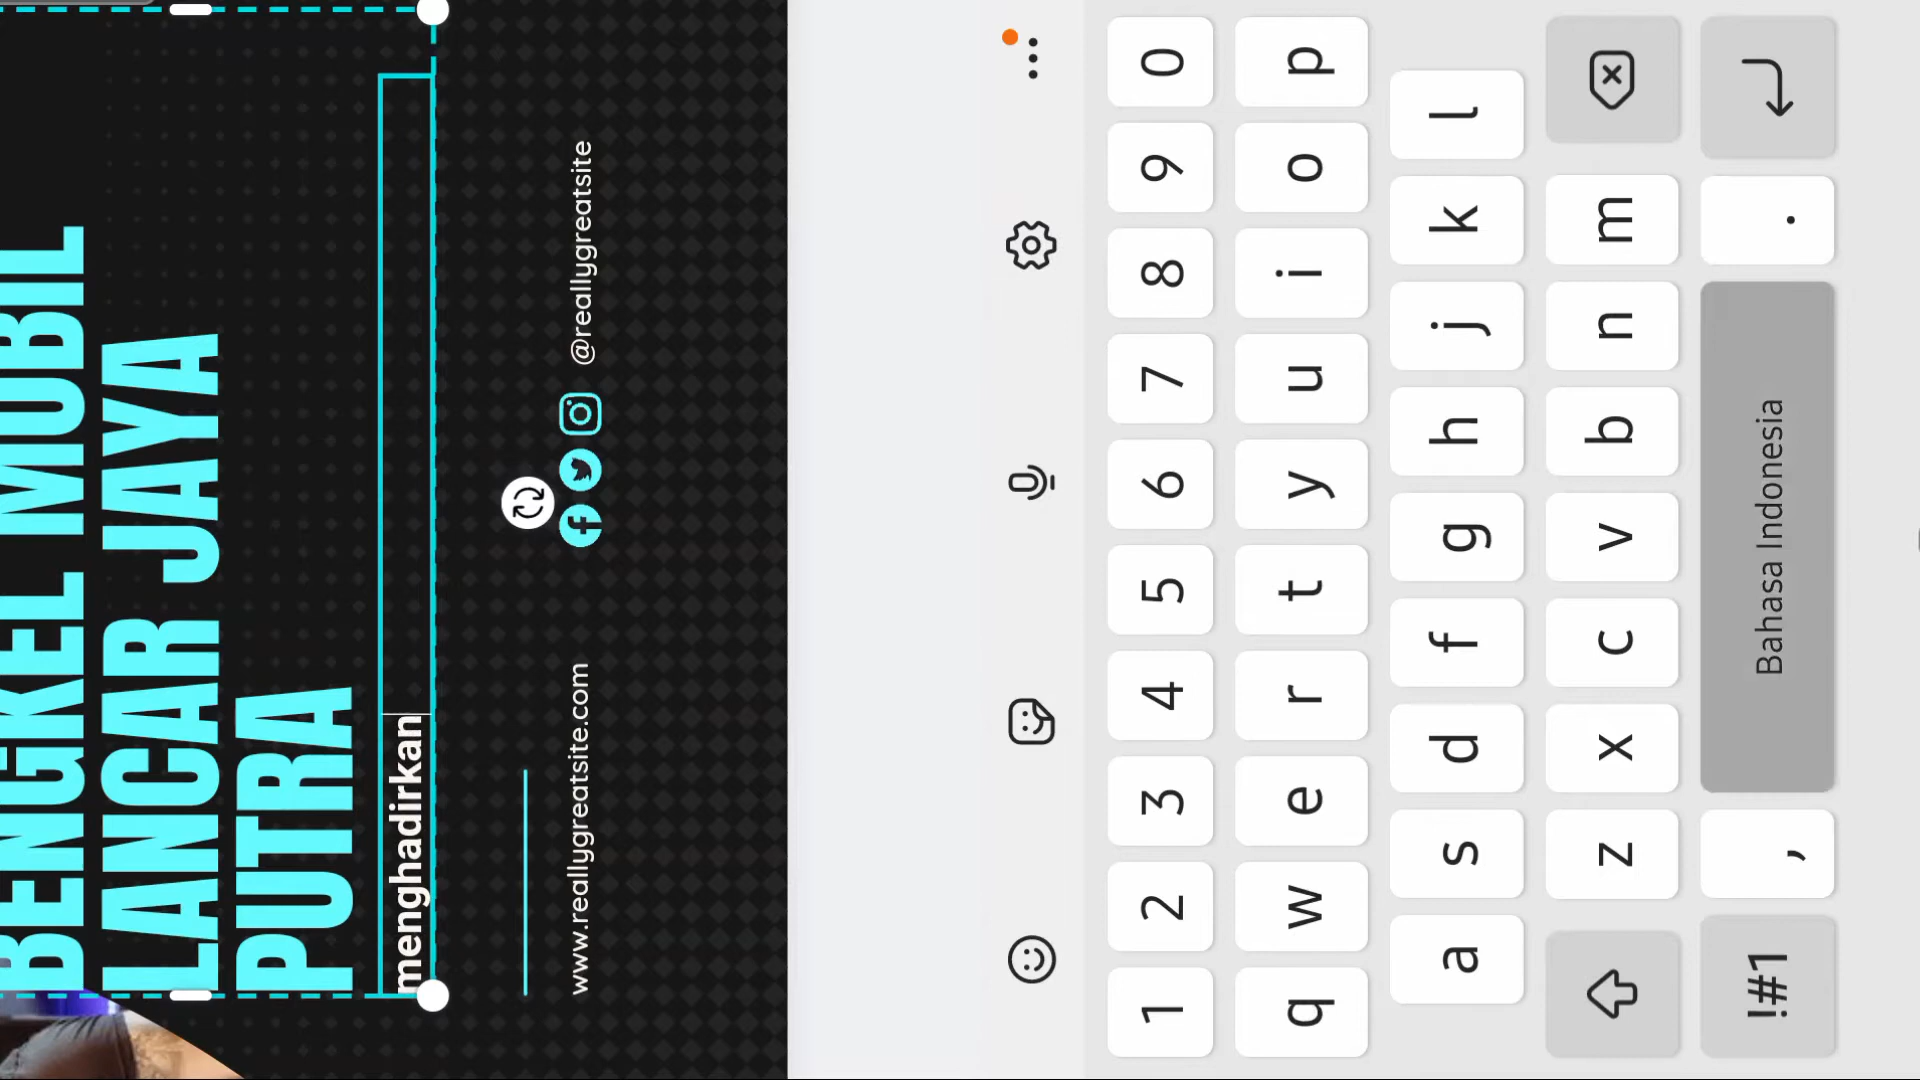 BENGKEL MOBIL
LANCAR JAYA
PUTRA
menghadirkan
www.reallygreatsite.com
@reallygreatsite
1 2 3 4 5 6 7 8 9 0
q w e r t y u i o p
a s d f g h j k l
z x c v b n m
!#1 , Bahasa Indonesia .